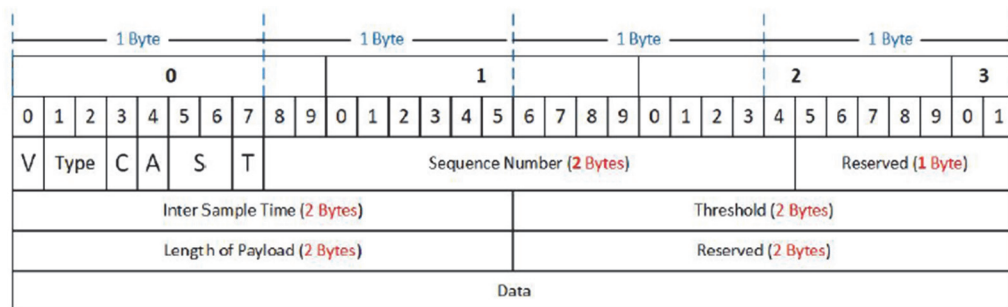 1 Byte 1 Byte 1 Byte 1 Byte
0 1 2 3
0 1 2 3 4 5 6 7 8 9 0 1 2 3 4 5 6 7 8 9 0 1 2 3 4 5 6 7 8 9 0 1
V Type C A S T Sequence Number (2 Bytes) Reserved (1 Byte)
Inter Sample Time (2 Bytes) Threshold (2 Bytes)
Length of Payload (2 Bytes) Reserved (2 Bytes)
Data